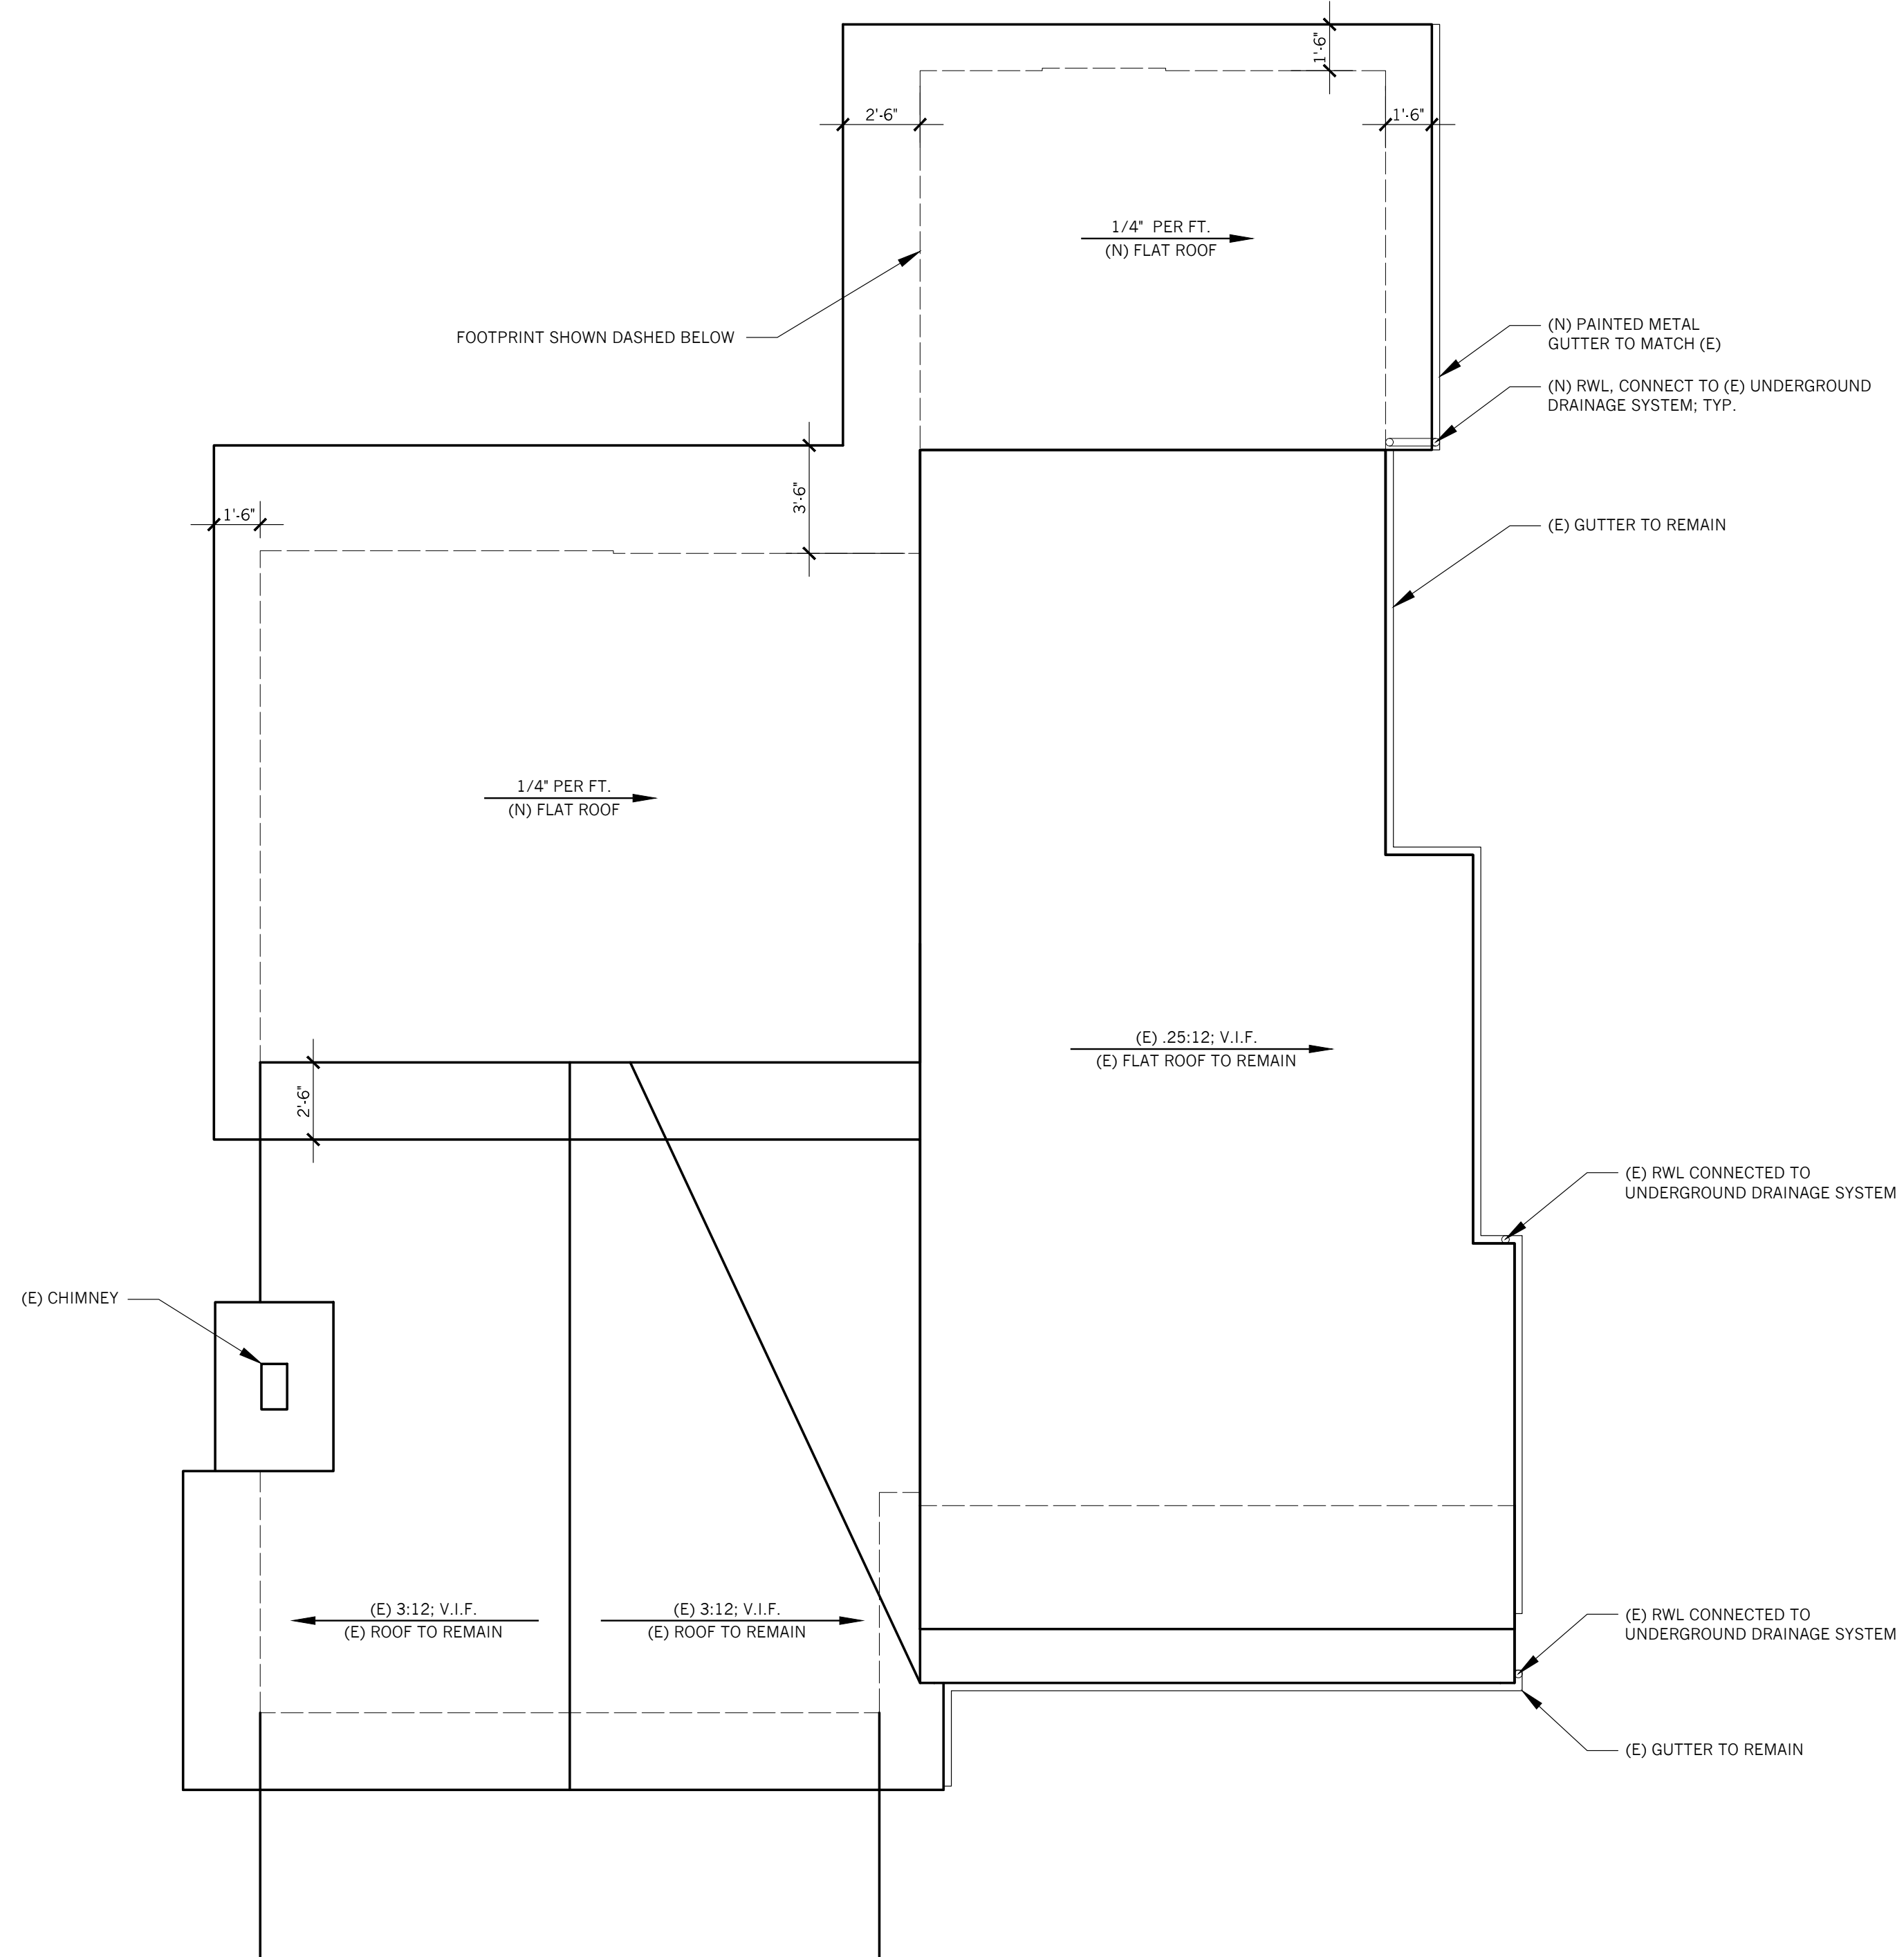 1'-6"
2'-6"
1'-6"
1/4" PER FT.
(N) FLAT ROOF
FOOTPRINT SHOWN DASHED BELOW
(N) PAINTED METAL
GUTTER TO MATCH (E)
(N) RWL, CONNECT TO (E) UNDERGROUND
DRAINAGE SYSTEM; TYP.
3'-6"
1'-6"
(E) GUTTER TO REMAIN
1/4" PER FT.
(N) FLAT ROOF
(E) .25:12; V.I.F.
(E) FLAT ROOF TO REMAIN
2'-6"
(E) RWL CONNECTED TO
UNDERGROUND DRAINAGE SYSTEM
(E) CHIMNEY
(E) 3:12; V.I.F.
(E) ROOF TO REMAIN
(E) 3:12; V.I.F.
(E) ROOF TO REMAIN
(E) RWL CONNECTED TO
UNDERGROUND DRAINAGE SYSTEM
(E) GUTTER TO REMAIN